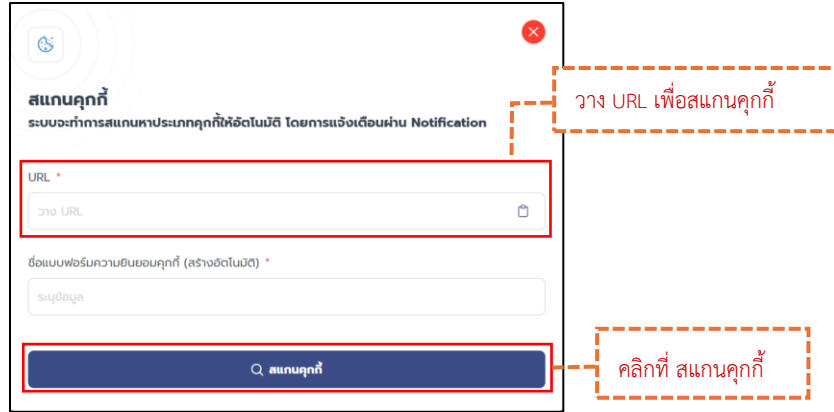 สแกนคุกกี้
ระบบจะทำการสแกนหาประเภทคุกกี้ให้อัตโนมัติ โดยการแจ้งเตือนผ่าน Notification
วาง URL เพื่อสแกนคุกกี้
URL *
วาง URL
ชื่อแบบฟอร์มความยินยอมคุกกี้ (สร้างอัตโนมัติ) *
ระบุข้อมูล
สแกนคุกกี้
คลิกที่ สแกนคุกกี้